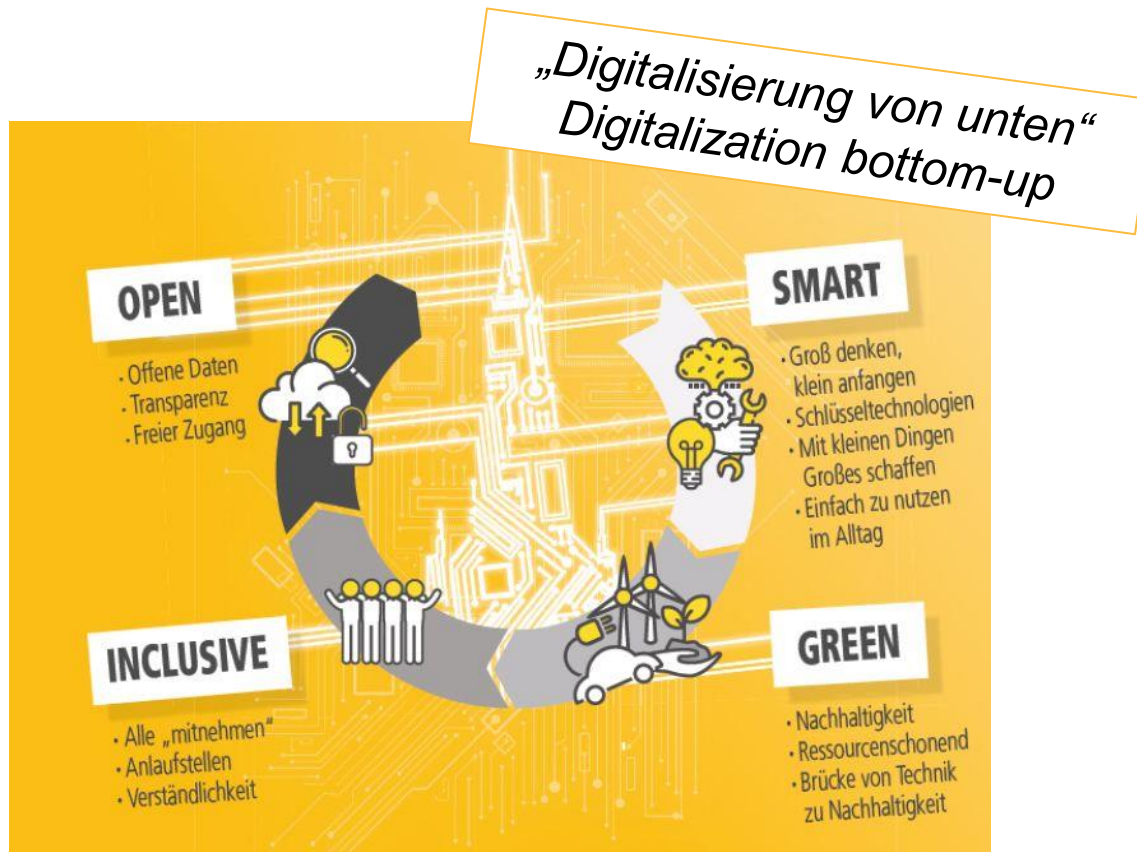 „Digitalisierung von unten“
Digitalization bottom-up
OPEN
· Offene Daten
· Transparenz
· Freier Zugang
SMART
· Groß denken,
klein anfangen
· Schlüsseltechnologien
· Mit kleinen Dingen
Großes schaffen
· Einfach zu nutzen
im Alltag
INCLUSIVE
· Alle „mitnehmen“
· Anlaufstellen
· Verständlichkeit
GREEN
· Nachhaltigkeit
· Ressourcenschonend
· Brücke von Technik
zu Nachhaltigkeit